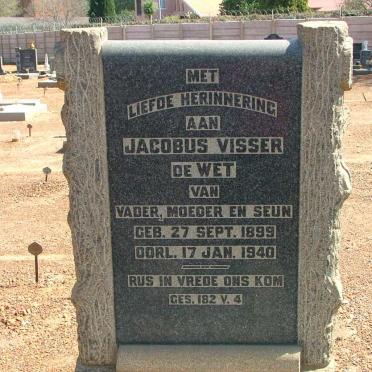 MET
LIEFDE HERINNERING
AAN
JACOBUS VISSER
DE WET
VAN
VADER, MOEDER EN SEUN
GEB. 27 SEPT. 1899
OORL. 17 JAN. 1940
RUS IN VREDE ONS KOM
GES. 182 V. 4